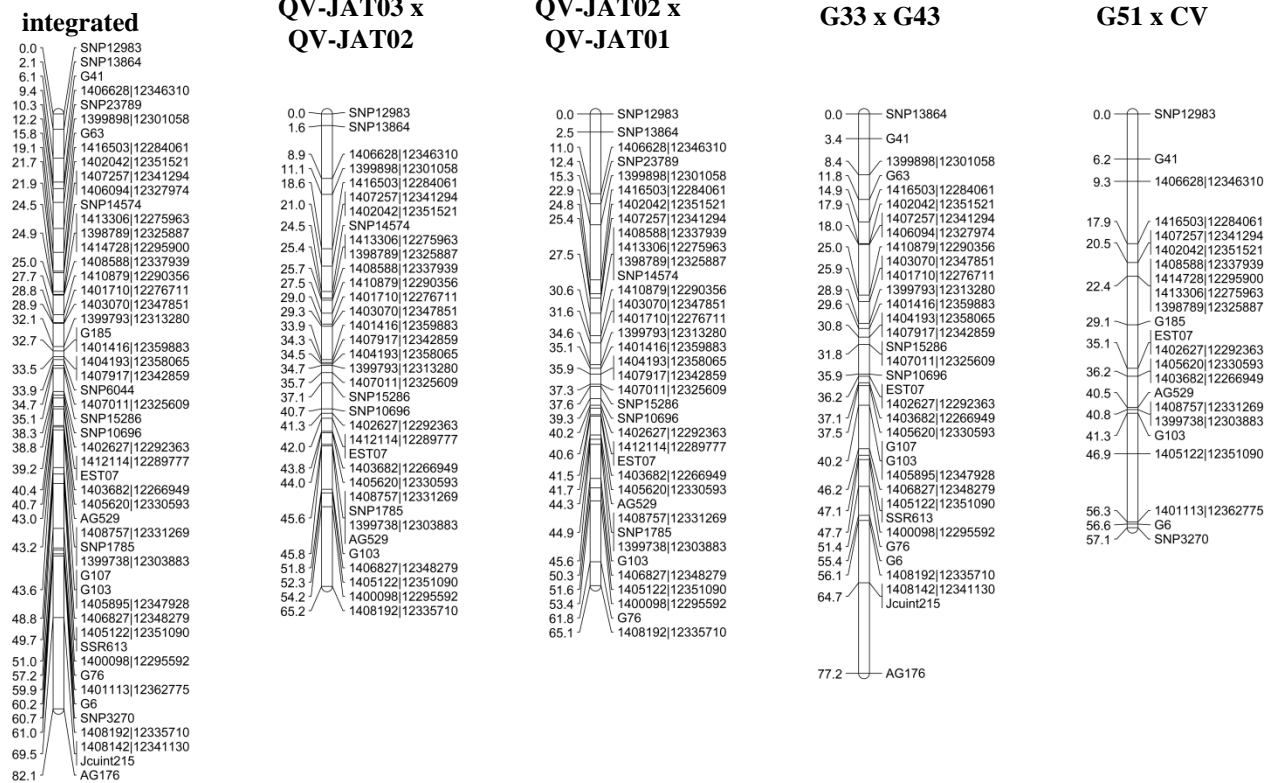 integrated
0.0 SNP12983
2.1 SNP13864
6.1 G41
9.4 1406628|12346310
10.3 SNP23789
12.2 1399898|12301058
15.8 G63
19.1 1416503|12284061
21.7 1402042|12351521
21.9 1407257|12341294
1406094|12327974
24.5 SNP14574
1413306|12275963
24.9 1398789|12325887
1414728|12295900
25.0 1408588|12337939
27.7 1410879|12290356
28.8 1401710|12276711
28.9 1403070|12347851
32.1 1399793|12313280
32.7 G185
1401416|12359883
33.5 1404193|12358065
1407917|12342859
33.9 SNP6044
34.7 1407011|12325609
35.1 SNP15286
38.3 SNP10696
38.8 1402627|12292363
39.2 1412114|12289777
EST07
40.4 1403682|12266949
40.7 1405620|12330593
43.0 AG529
1408757|12331269
43.2 SNP1785
1399738|12303883
G107
43.6 G103
1405895|12347928
48.8 1406827|12348279
49.7 1405122|12351090
SSR613
51.0 1400098|12295592
57.2 G76
59.9 1401113|12362775
60.2 G6
60.7 SNP3270
61.0 1408192|12335710
69.5 1408142|12341130
Jcuint215
82.1 AG176
QV-JAT03 x
QV-JAT02
0.0 SNP12983
1.6 SNP13864
8.9 1406628|12346310
11.1 1399898|12301058
18.6 1416503|12284061
21.0 1407257|12341294
1402042|12351521
24.5 SNP14574
25.4 1413306|12275963
1398789|12325887
25.7 1408588|12337939
27.5 1410879|12290356
29.0 1401710|12276711
29.3 1403070|12347851
33.9 1401416|12359883
34.3 1407917|12342859
34.5 1404193|12358065
34.7 1399793|12313280
35.7 1407011|12325609
37.1 SNP15286
40.7 SNP10696
41.3 1402627|12292363
42.0 1412114|12289777
EST07
43.8 1403682|12266949
44.0 1405620|12330593
1408757|12331269
45.6 SNP1785
1399738|12303883
AG529
45.8 G103
51.8 1406827|12348279
52.3 1405122|12351090
54.2 1400098|12295592
65.2 1408192|12335710
QV-JAT02 x
QV-JAT01
0.0 SNP12983
2.5 SNP13864
11.0 1406628|12346310
12.4 SNP23789
15.3 1399898|12301058
22.9 1416503|12284061
24.8 1402042|12351521
25.4 1407257|12341294
1408588|12337939
27.5 1413306|12275963
1398789|12325887
SNP14574
30.6 1410879|12290356
31.6 1403070|12347851
1401710|12276711
34.6 1399793|12313280
35.1 1401416|12359883
35.9 1404193|12358065
1407917|12342859
37.3 1407011|12325609
37.6 SNP15286
39.3 SNP10696
40.2 1402627|12292363
40.6 1412114|12289777
EST07
41.5 1403682|12266949
41.7 1405620|12330593
44.3 AG529
1408757|12331269
44.9 SNP1785
1399738|12303883
45.6 G103
50.3 1406827|12348279
51.6 1405122|12351090
53.4 1400098|12295592
61.8 G76
65.1 1408192|12335710
G33 x G43
0.0 SNP13864
3.4 G41
8.4 1399898|12301058
11.8 G63
14.9 1416503|12284061
17.9 1402042|12351521
18.0 1407257|12341294
1406094|12327974
25.0 1410879|12290356
25.9 1403070|12347851
1401710|12276711
28.9 1399793|12313280
29.6 1401416|12359883
30.8 1404193|12358065
1407917|12342859
31.8 SNP15286
1407011|12325609
35.9 SNP10696
36.2 EST07
1402627|12292363
37.1 1403682|12266949
37.5 1405620|12330593
G107
40.2 G103
1405895|12347928
46.2 1406827|12348279
47.1 1405122|12351090
SSR613
47.7 1400098|12295592
51.4 G76
55.4 G6
56.1 1408192|12335710
64.7 1408142|12341130
Jcuint215
77.2 AG176
G51 x CV
0.0 SNP12983
6.2 G41
9.3 1406628|12346310
17.9 1416503|12284061
20.5 1407257|12341294
1402042|12351521
1408588|12337939
22.4 1414728|12295900
1413306|12275963
1398789|12325887
29.1 G185
35.1 EST07
1402627|12292363
36.2 1405620|12330593
1403682|12266949
40.5 AG529
40.8 1408757|12331269
1399738|12303883
41.3 G103
46.9 1405122|12351090
56.3 1401113|12362775
56.6 G6
57.1 SNP3270